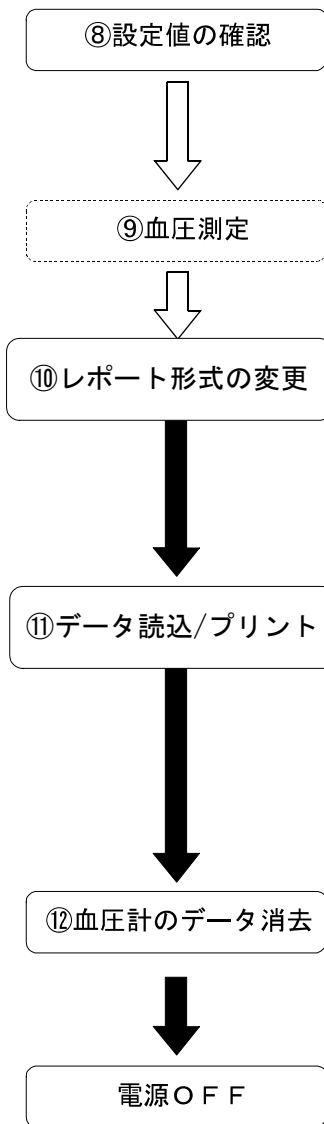 ⑧設定値の確認
⑨血圧測定
⑩レポート形式の変更
⑪データ読込/プリント
⑫血圧計のデータ消去
電源ＯＦＦ